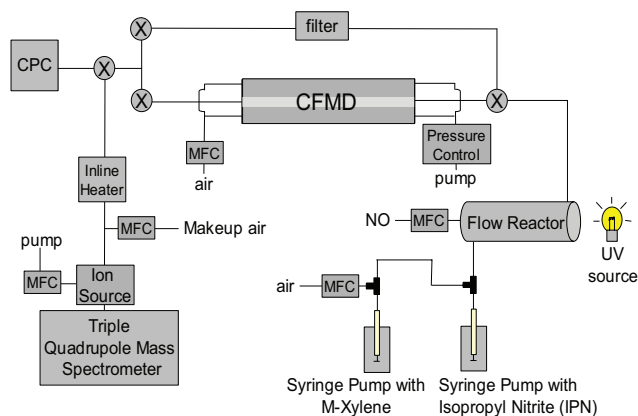 filter
CPC
X
X
X
X
CFMD
MFC
air
Pressure
Control
pump
Inline
Heater
MFC
Makeup air
NO
MFC
Flow Reactor
UV
source
pump
MFC
Ion
Source
air
MFC
Triple
Quadrupole Mass
Spectrometer
Syringe Pump with
M-Xylene
Syringe Pump with
Isopropyl Nitrite (IPN)